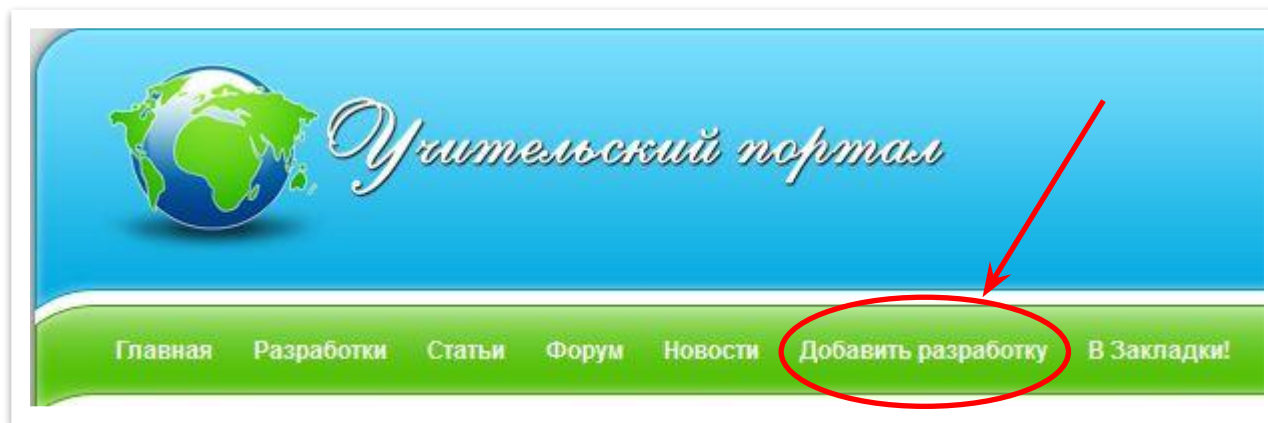 Учительский портал
Главная Разработки Статьи Форум Новости Добавить разработку В Закладки!